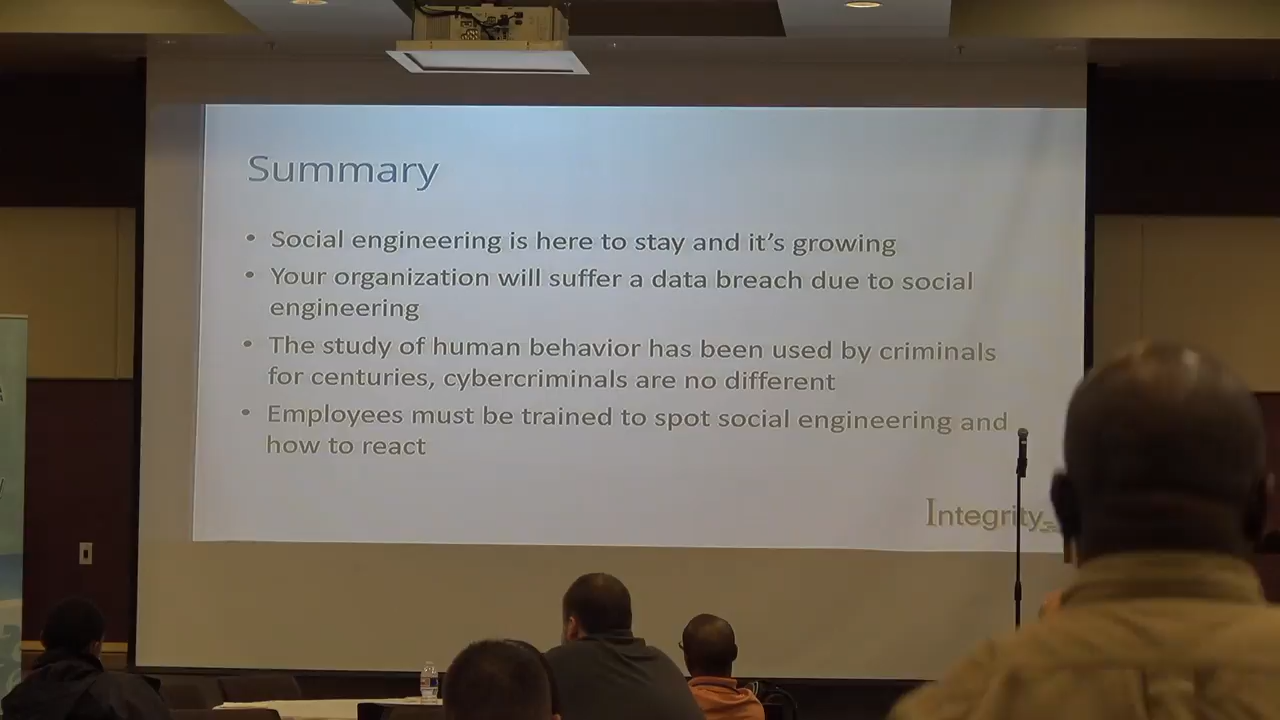 Summary
• Social engineering is here to stay and it’s growing
• Your organization will suffer a data breach due to social
engineering
• The study of human behavior has been used by criminals
for centuries, cybercriminals are no different
• Employees must be trained to spot social engineering and
how to react
Integrity